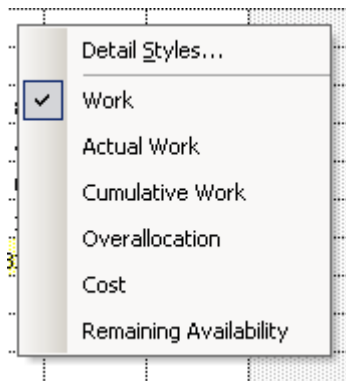 Detail Styles...
Work
Actual Work
Cumulative Work
Overallocation
Cost
Remaining Availability